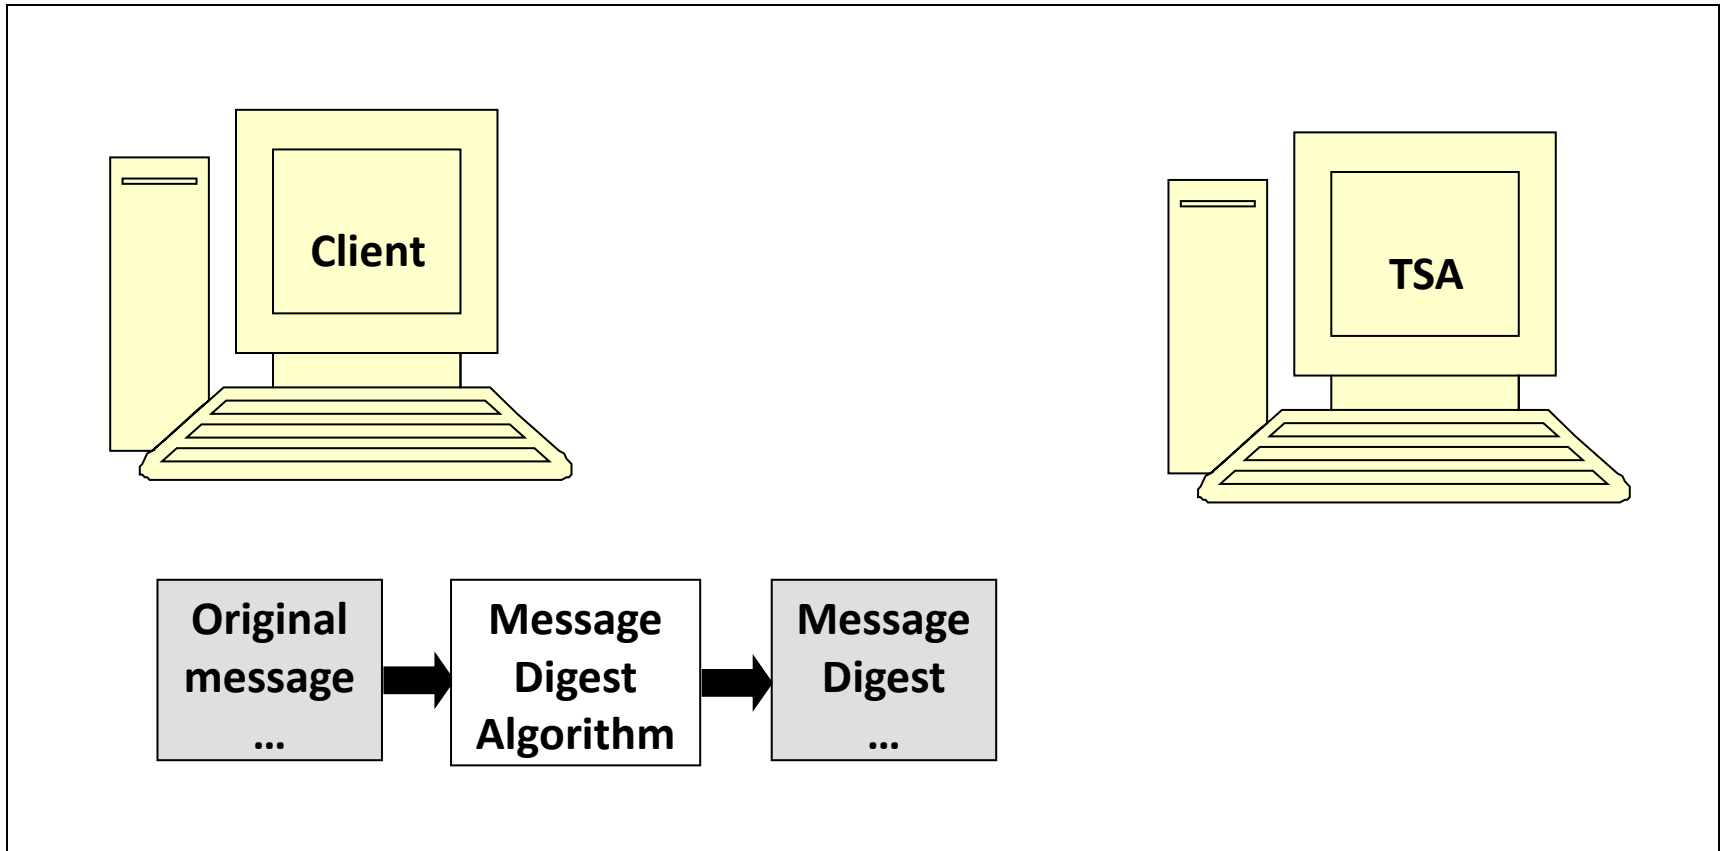 Client
TSA
Original
message
...
Message
Digest
Algorithm
Message
Digest
...